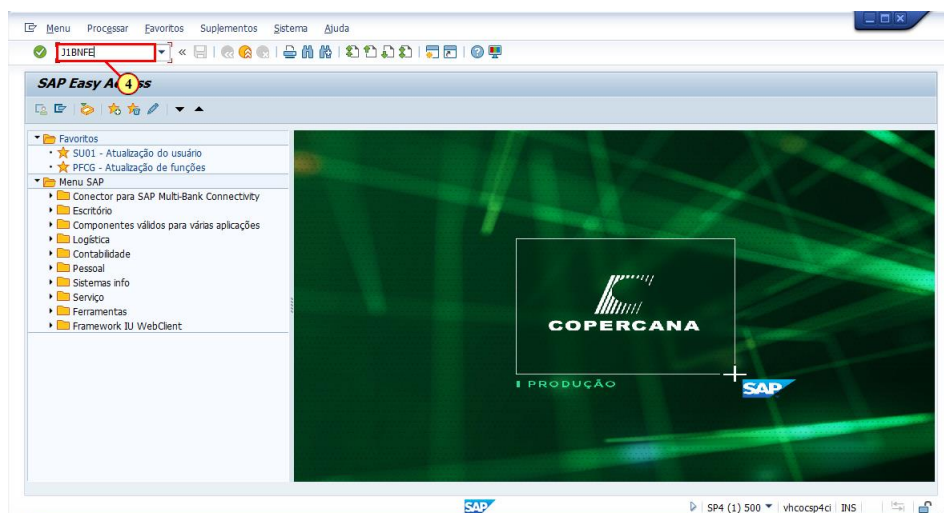 Menu Processar Favoritos Suplementos Sistema Ajuda
J1BNFE
SAP Easy Access
4
Favoritos
SU01 - Atualização do usuário
PFCG - Atualização de funções
Menu SAP
Conector para SAP Multi-Bank Connectivity
Escritório
Componentes válidos para várias aplicações
Logística
Contabilidade
Pessoal
Sistemas info
Serviço
Ferramentas
Framework IU WebClient
COPERCANA
PRODUÇÃO
SAP
SAP
SP4 (1) 500 vhcocsp4ci INS